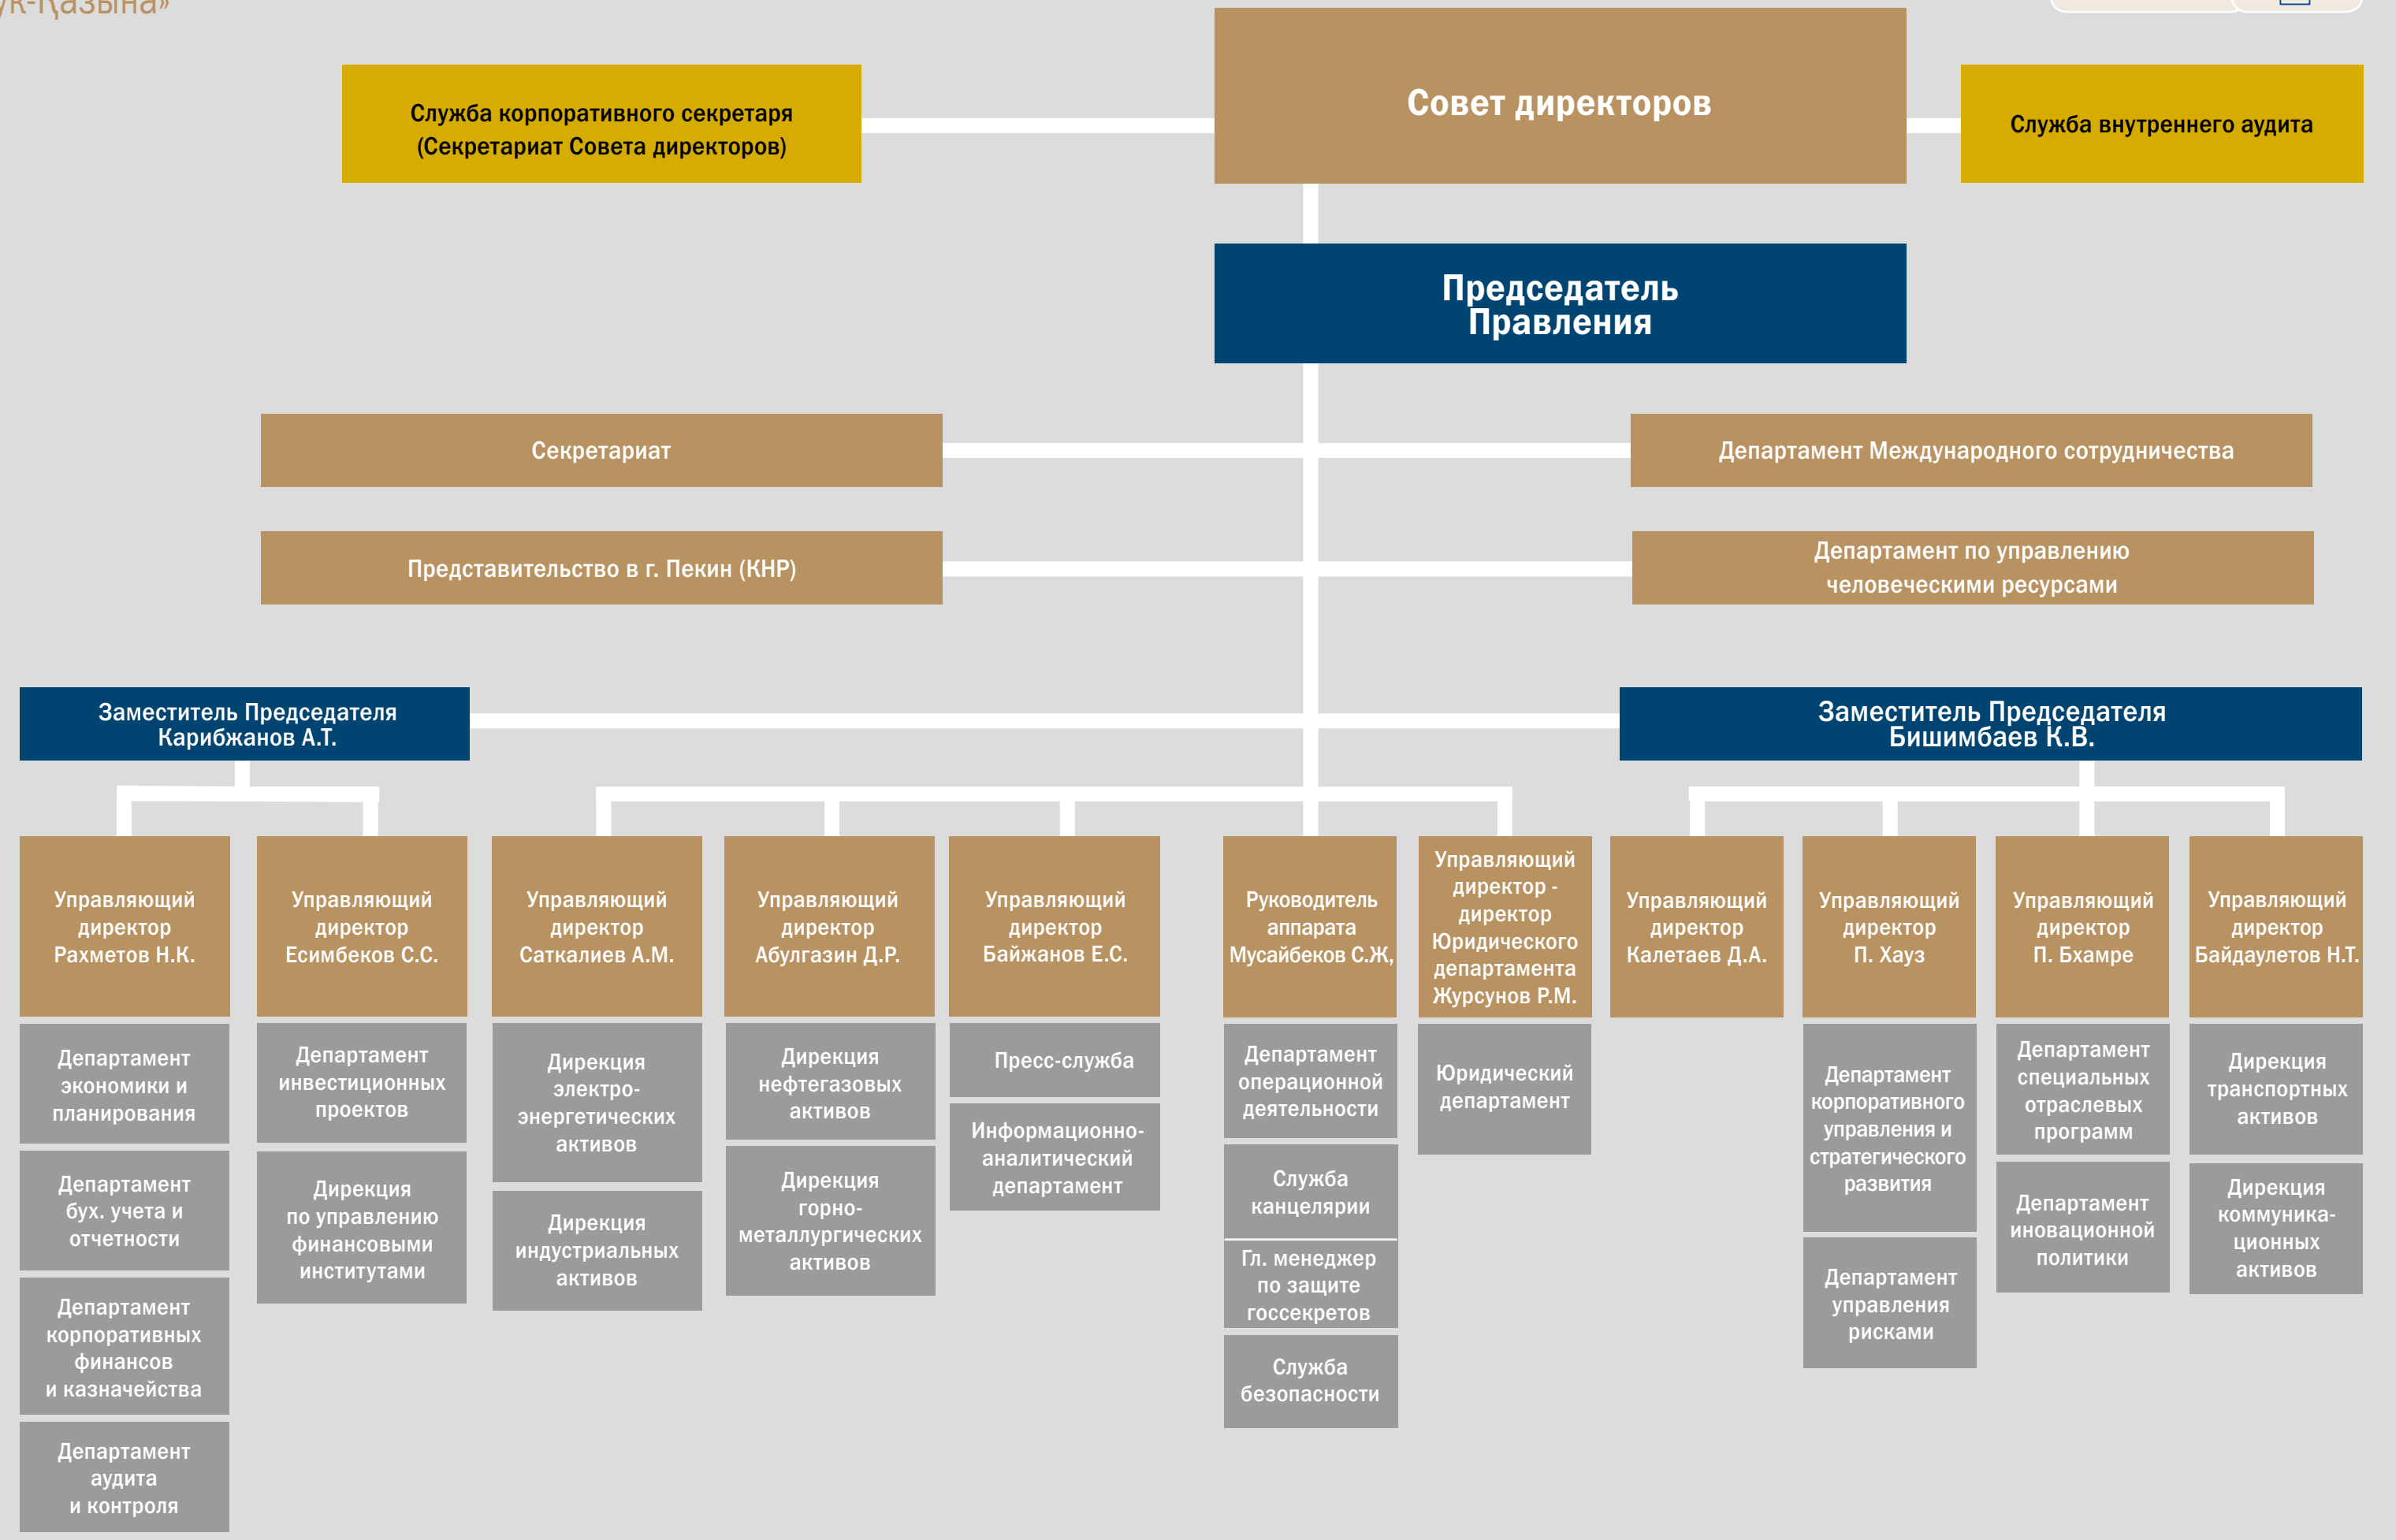 ук-Қазына»
Совет директоров
Служба корпоративного секретаря
(Секретариат Совета директоров)
Служба внутреннего аудита
Председатель
Правления
Секретариат
Департамент Международного сотрудничества
Представительство в г. Пекин (КНР)
Департамент по управлению
человеческими ресурсами
Заместитель Председателя
Карибжанов А.Т.
Заместитель Председателя
Бишимбаев К.В.
Управляющий
директор
Рахметов Н.К.
Департамент
экономики и
планирования
Департамент
бух. учета и
отчетности
Департамент
корпоративных
финансов
и казначейства
Департамент
аудита
и контроля
Управляющий
директор
Есимбеков С.С.
Департамент
инвестиционных
проектов
Дирекция
по управлению
финансовыми
институтами
Управляющий
директор
Саткалиев А.М.
Дирекция
электро-
энергетических
активов
Дирекция
индустриальных
активов
Управляющий
директор
Абулгазин Д.Р.
Дирекция
нефтегазовых
активов
Дирекция
горно-
металлургических
активов
Управляющий
директор
Байжанов Е.С.
Пресс-служба
Информационно-
аналитический
департамент
Руководитель
аппарата
Мусайбеков С.Ж,
Департамент
операционной
деятельности
Служба
канцелярии
Гл. менеджер
по защите
госсекретов
Служба
безопасности
Управляющий
директор -
директор
Юридического
департамента
Журсунов Р.М.
Юридический
департамент
Управляющий
директор
Калетаев Д.А.
Управляющий
директор
П. Хауз
Департамент
корпоративного
управления и
стратегического
развития
Департамент
управления
рисками
Управляющий
директор
П. Бхамре
Департамент
специальных
отраслевых
программ
Департамент
иновационной
политики
Управляющий
директор
Байдаулетов Н.Т.
Дирекция
транспортных
активов
Дирекция
коммуника-
ционных
активов